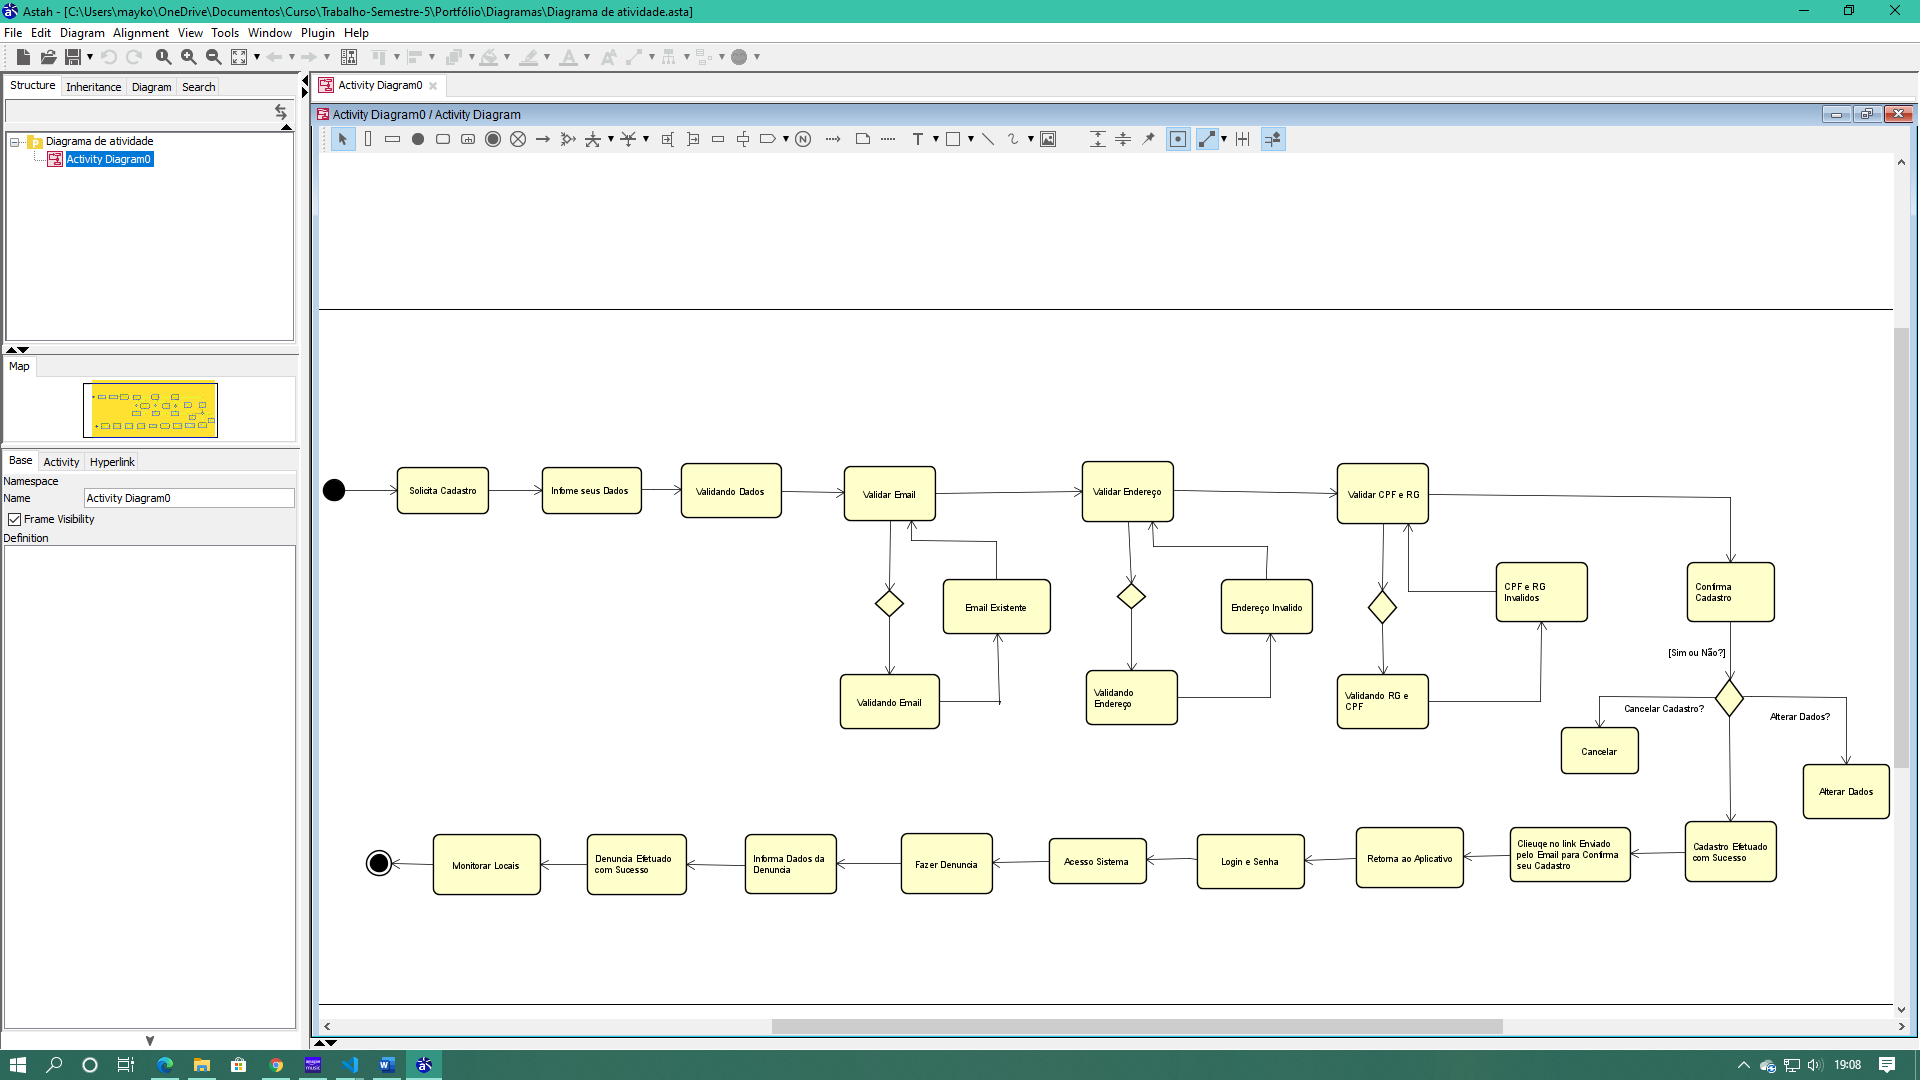 Astah - [C:\Users\mayko\OneDrive\Documentos\Curso\Trabalho-Semestre-5\Portfólio\Diagramas\Diagrama de atividade.asta]
File Edit Diagram Alignment View Tools Window Plugin Help
Structure Inheritance Diagram Search
Activity Diagram0
Activity Diagram0 / Activity Diagram
Diagrama de atividade
Activity Diagram0
Map
Base Activity Hyperlink
Namespace
Name Activity Diagram0
Frame Visibility
Definition
Solicita Cadastro
Infome seus Dados
Validando Dados
Validar Email
Validar Endereço
Validar CPF e RG
Email Existente
Endereço Invalido
CPF e RG
Invalidos
Confirma
Cadastro
[Sim ou Não?]
Validando Email
Validando
Endereço
Validando RG e
CPF
Cancelar Cadastro?
Alterar Dados?
Cancelar
Alterar Dados
Monitorar Locais
Denuncia Efetuado
com Sucesso
Informa Dados da
Denuncia
Fazer Denuncia
Acesso Sistema
Login e Senha
Retorna ao Aplicativo
Clieuqe no link Enviado
pelo Email para Confirma
seu Cadastro
Cadastro Efetuado
com Sucesso
19:08